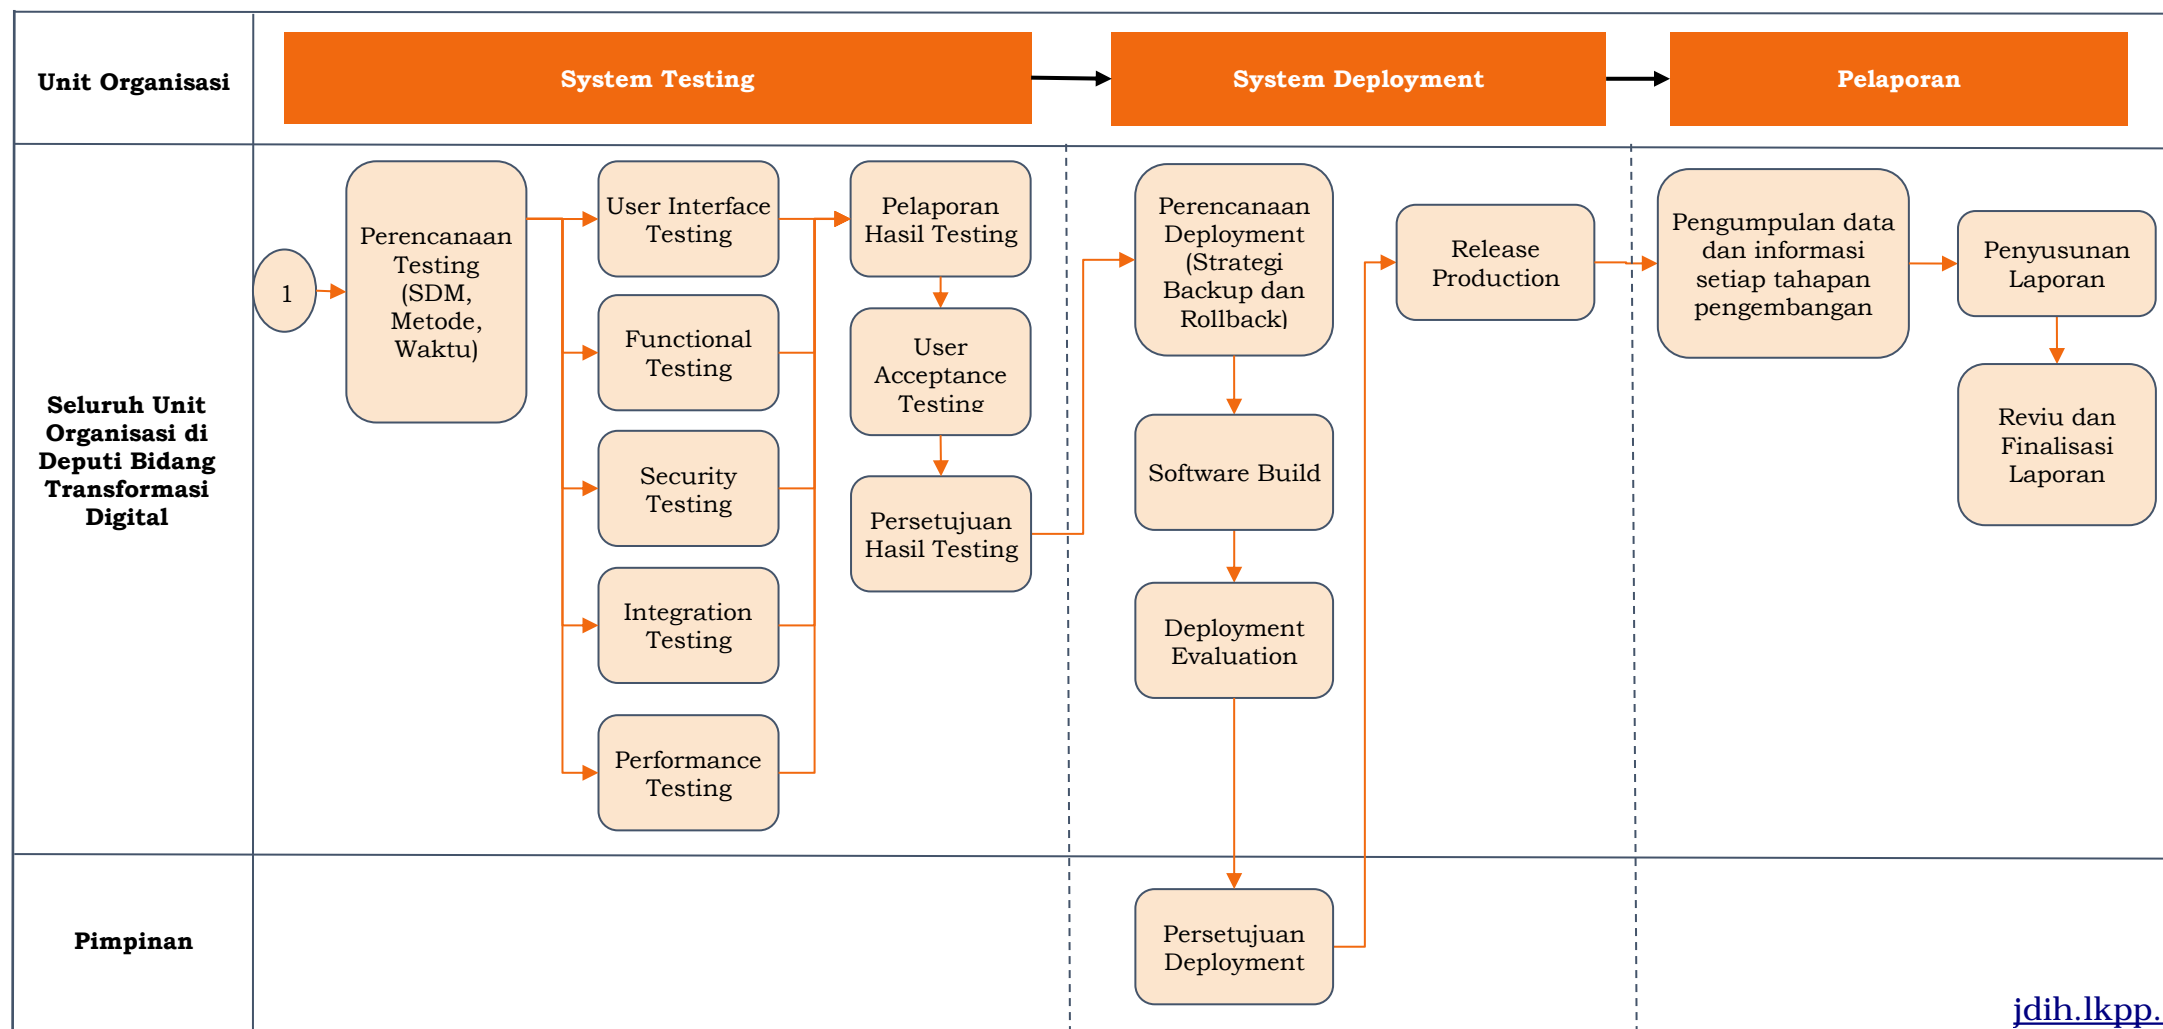 Unit Organisasi
System Testing
System Deployment
Pelaporan
Seluruh Unit
Organisasi di
Deputi Bidang
Transformasi
Digital
1
Perencanaan
Testing
(SDM,
Metode,
Waktu)
User Interface
Testing
Functional
Testing
Security
Testing
Integration
Testing
Performance
Testing
Pelaporan
Hasil Testing
User
Acceptance
Testing
Persetujuan
Hasil Testing
Perencanaan
Deployment
(Strategi
Backup dan
Rollback)
Software Build
Deployment
Evaluation
Release
Production
Pengumpulan data
dan informasi
setiap tahapan
pengembangan
Penyusunan
Laporan
Reviu dan
Finalisasi
Laporan
Pimpinan
Persetujuan
Deployment
jdih.lkpp.